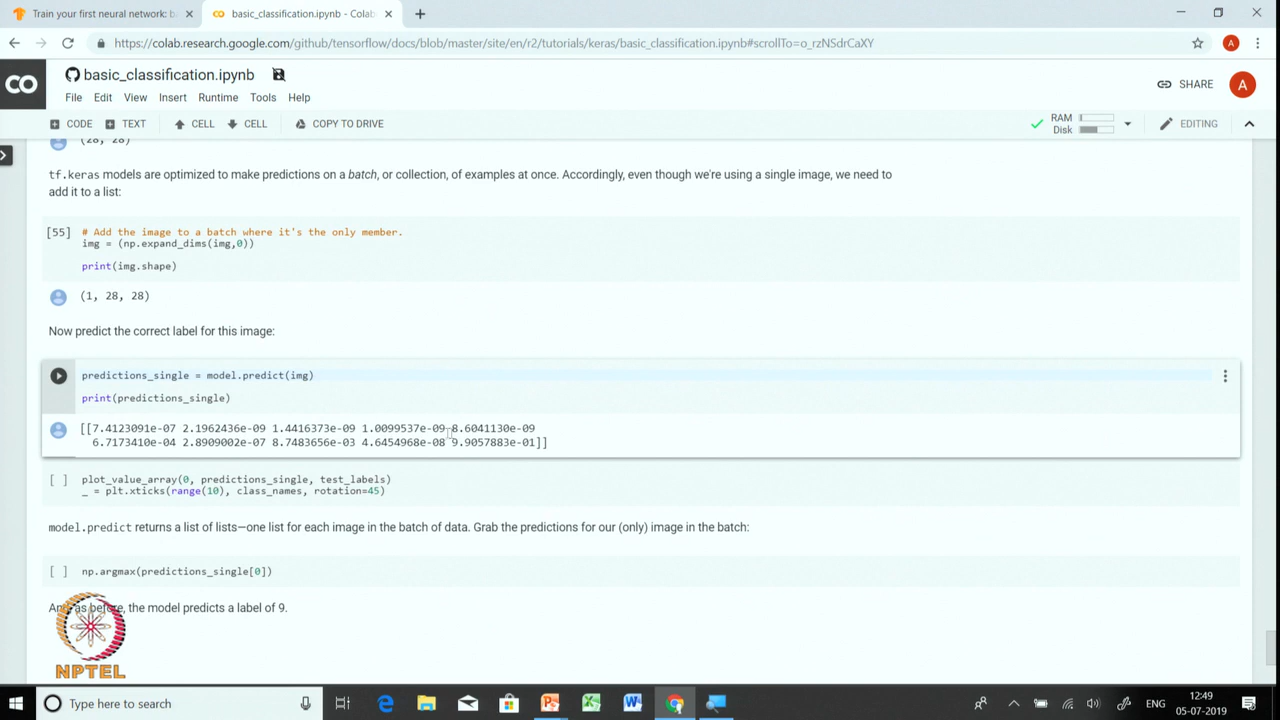 Train your first neural network: ba
basic_classification.ipynb - Colab
https://colab.research.google.com/github/tensorflow/docs/blob/master/site/en/r2/tutorials/keras/basic_classification.ipynb#scrollTo=o_rzNSdrCaXY
A
CO
basic_classification.ipynb
SHARE
A
File Edit View Insert Runtime Tools Help
CODE TEXT CELL CELL COPY TO DRIVE
RAM
Disk
EDITING
(28, 28)
tf.keras models are optimized to make predictions on a batch, or collection, of examples at once. Accordingly, even though we're using a single image, we need to
add it to a list:
[55] # Add the image to a batch where it's the only member.
img = (np.expand_dims(img,0))
print(img.shape)
(1, 28, 28)
Now predict the correct label for this image:
predictions_single = model.predict(img)
print(predictions_single)
[[7.4123091e-07 2.1962436e-09 1.4416373e-09 1.0099537e-09 8.6041130e-09
6.7173410e-04 2.8909002e-07 8.7483656e-03 4.6454968e-08 9.9057883e-01]]
[ ] plot_value_array(0, predictions_single, test_labels)
_ = plt.xticks(range(10), class_names, rotation=45)
model.predict returns a list of lists—one list for each image in the batch of data. Grab the predictions for our (only) image in the batch:
[ ] np.argmax(predictions_single[0])
And as before, the model predicts a label of 9.
NPTEL
Type here to search
ENG
12:49
05-07-2019